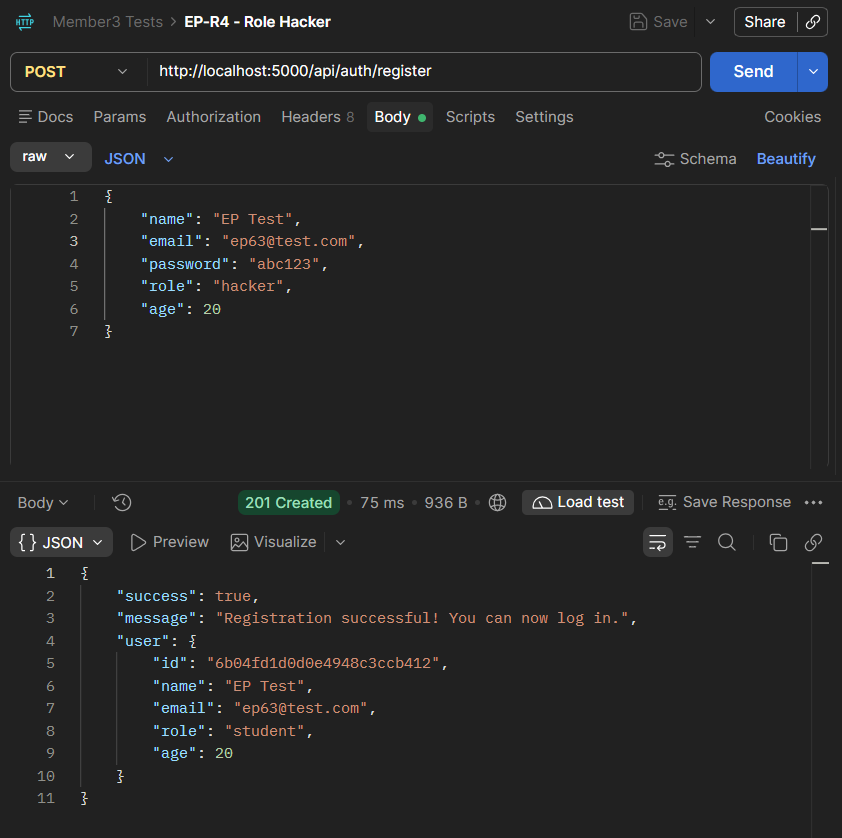 HTTP Member3 Tests > EP-R4 - Role Hacker Save Share
POST http://localhost:5000/api/auth/register Send
Docs Params Authorization Headers 8 Body Scripts Settings Cookies
raw JSON Schema Beautify
1 {
2 "name": "EP Test",
3 "email": "ep63@test.com",
4 "password": "abc123",
5 "role": "hacker",
6 "age": 20
7 }
Body 201 Created • 75 ms • 936 B • Load test e.g. Save Response
{} JSON Preview Visualize
1 {
2 "success": true,
3 "message": "Registration successful! You can now log in.",
4 "user": {
5 "id": "6b04fd1d0d0e4948c3ccb412",
6 "name": "EP Test",
7 "email": "ep63@test.com",
8 "role": "student",
9 "age": 20
10 }
11 }